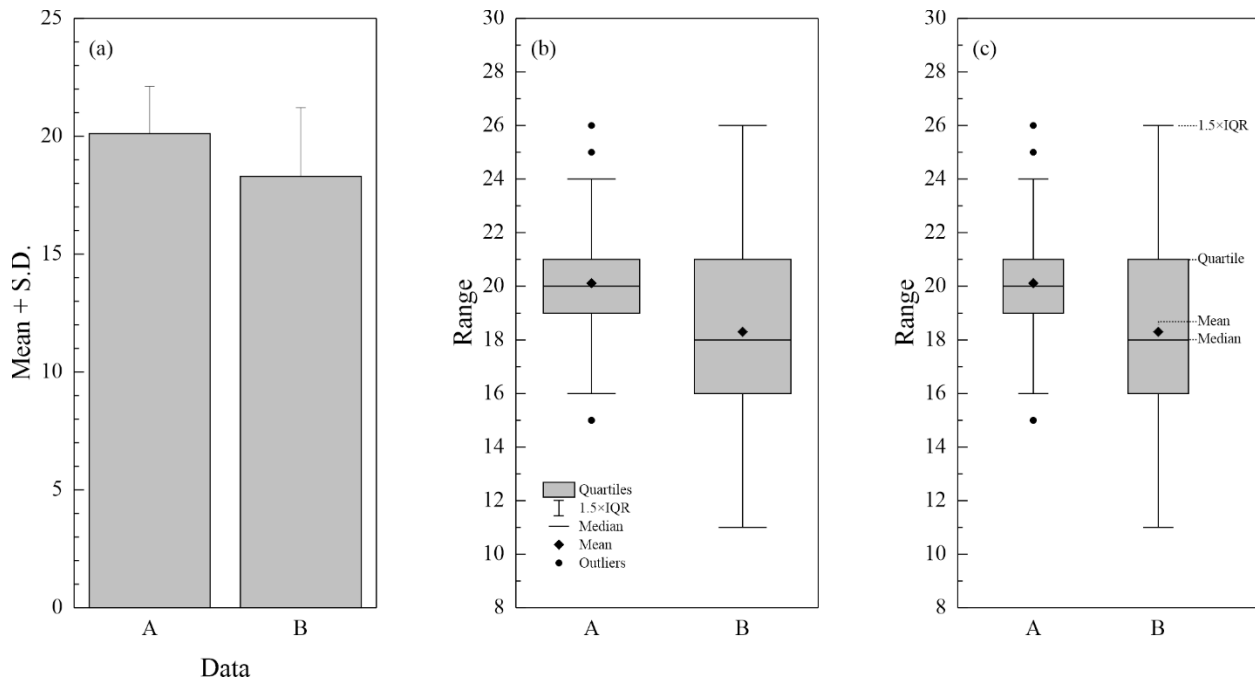 (a)
Mean + S.D.
25
20
15
10
5
0
A B
Data
(b)
Range
30
28
26
24
22
20
18
16
14
12
10
8
Quartiles
1.5×IQR
Median
Mean
Outliers
A B
(c)
Range
30
28
26
24
22
20
18
16
14
12
10
8
1.5×IQR
Quartile
Mean
Median
A B